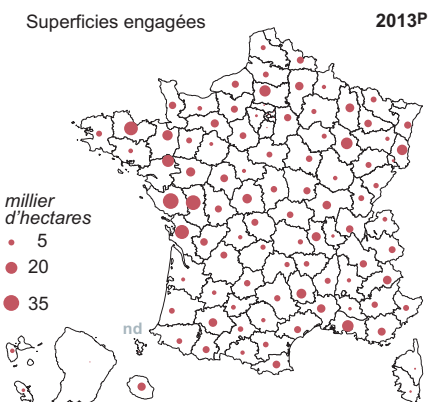 Superficies engagées
2013P
millier
d'hectares
5
20
35
nd